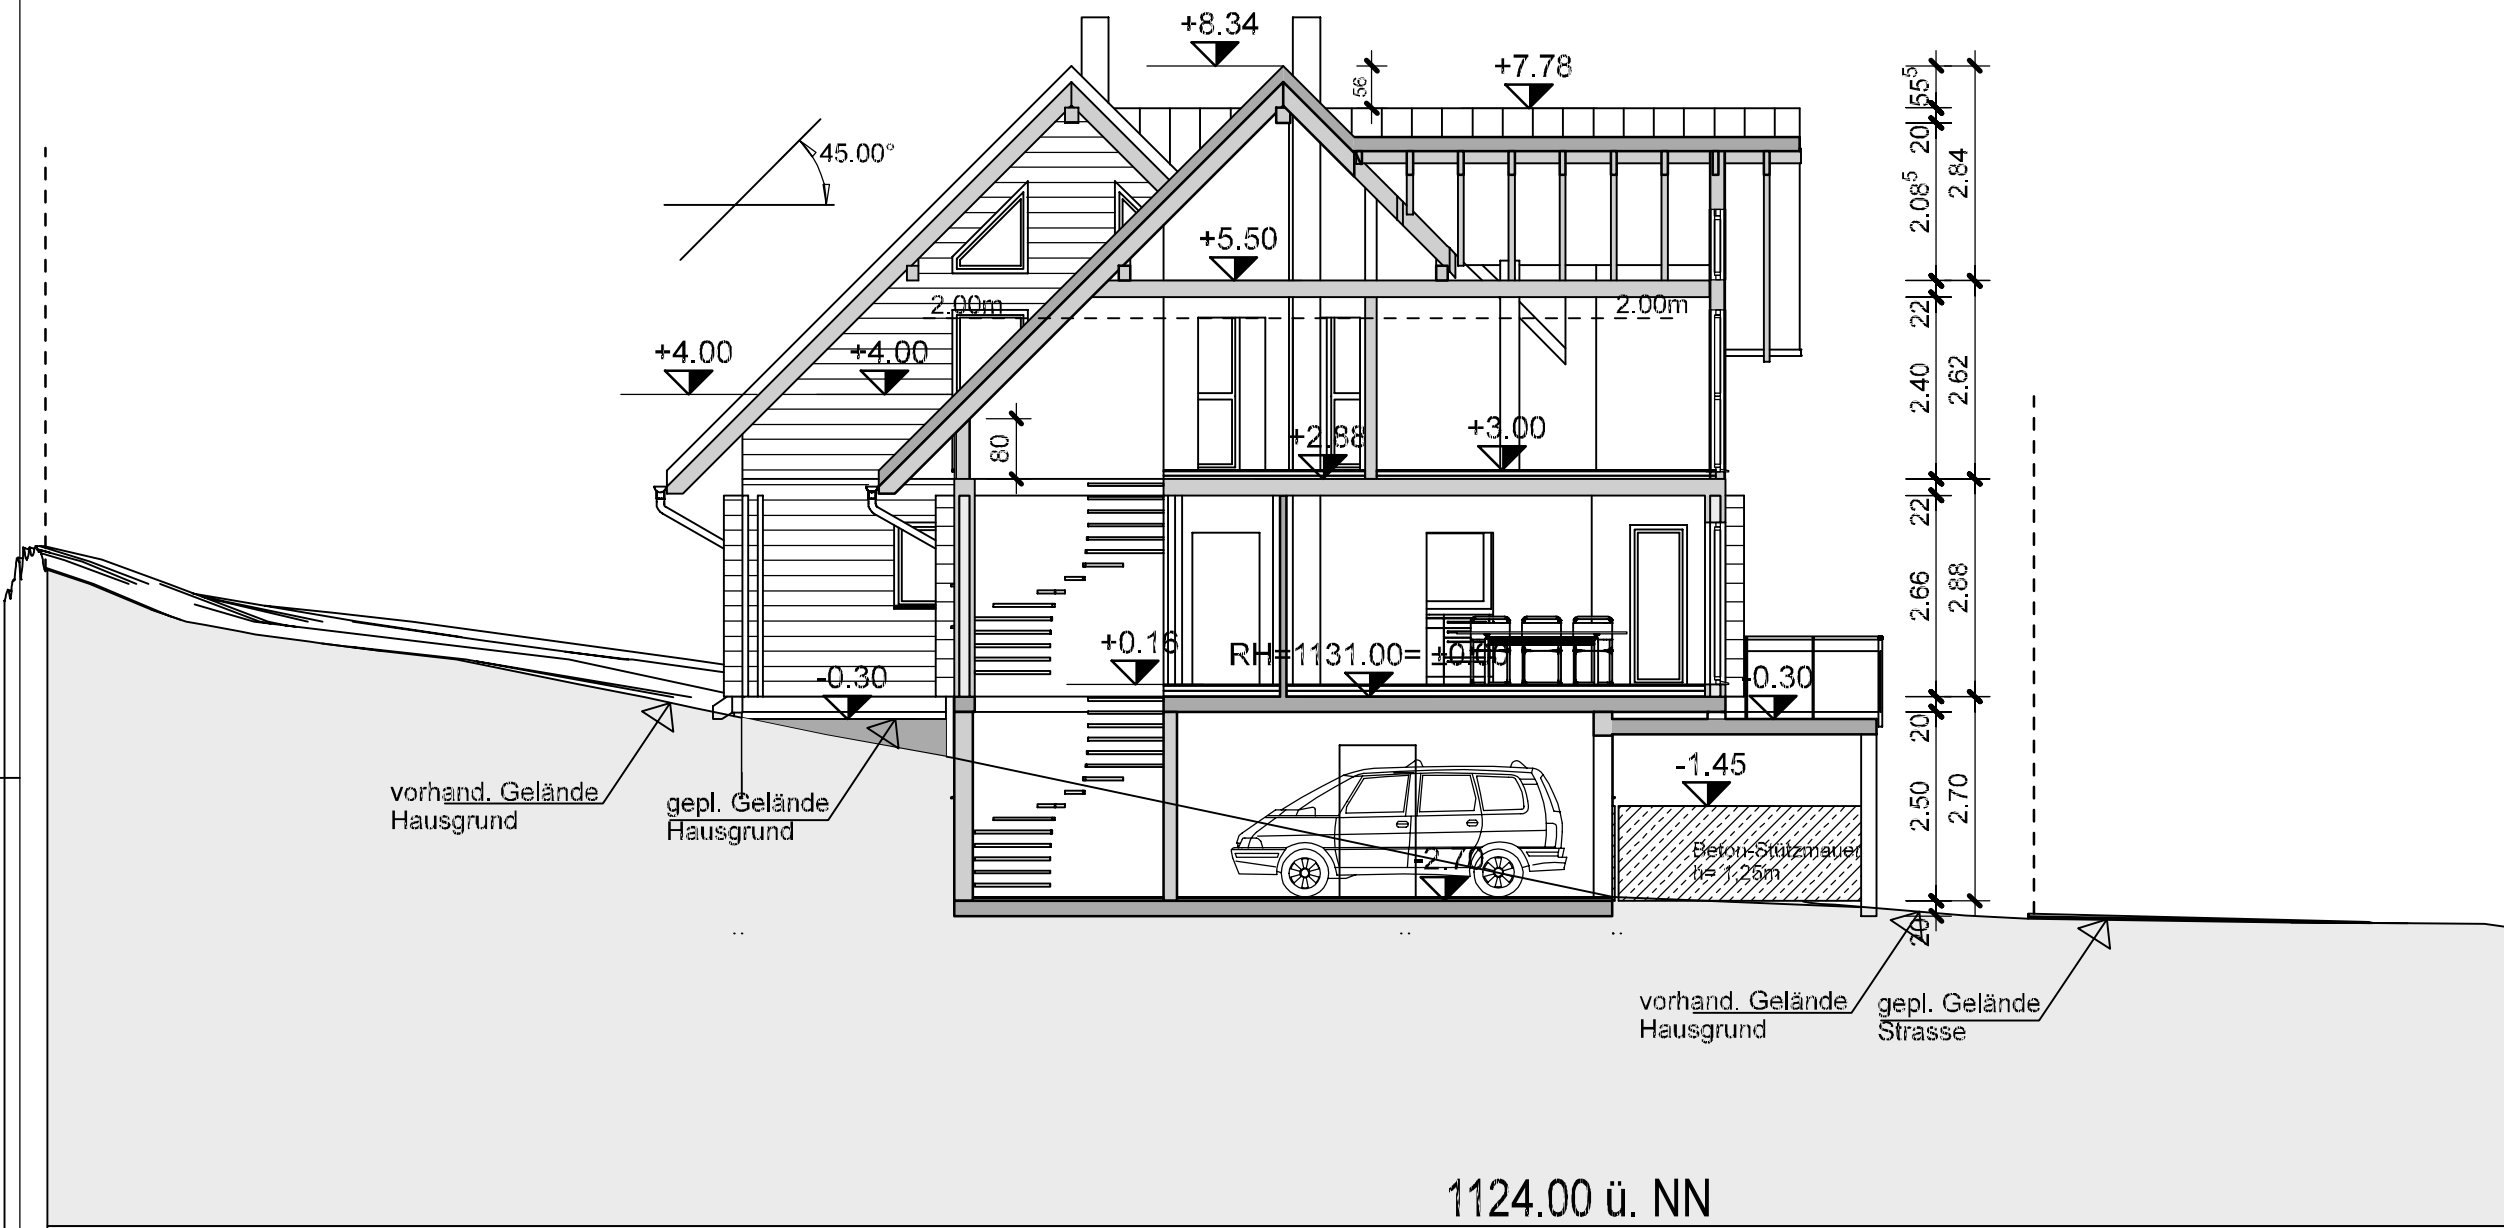 +8.34
+7.78
56
45.00°
+5.50
2.00m
2.00m
+4.00
+4.00
80
+2.88
+3.00
+0.16
RH=1131.00= ±0.00
-0.30
-0.30
-1.45
-2.70
Beton-Stützmauer
h= 1,25m
vorhand. Gelände
Hausgrund
gepl. Gelände
Hausgrund
vorhand. Gelände
Hausgrund
gepl. Gelände
Strasse
55⁵
20
2.08⁵
2.84
22
2.40
2.62
22
2.66
2.88
20
2.50
2.70
20
1124.00 ü. NN